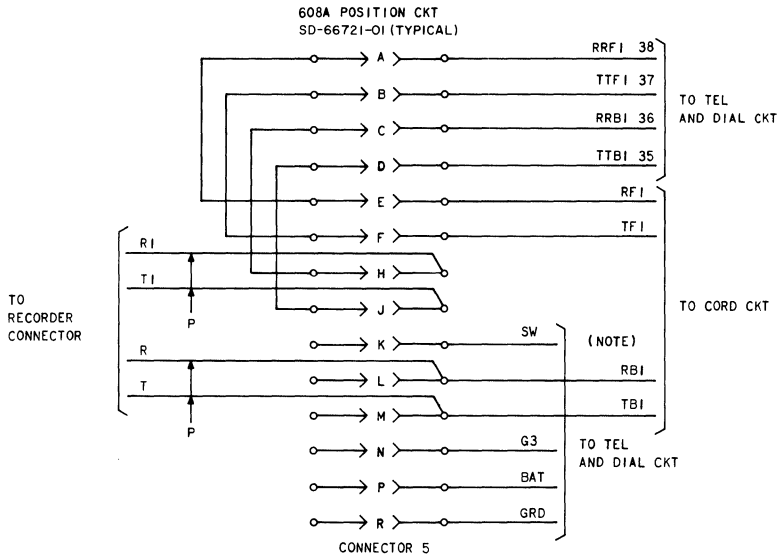 608A POSITION CKT
SD-66721-01 (TYPICAL)
A RRF1 38
B TTF1 37
C RRB1 36
D TTB1 35
TO TEL
AND DIAL CKT
E RF1
F TF1
R1
H
T1
J
P
TO
RECORDER
CONNECTOR
TO CORD CKT
K SW (NOTE)
R
L RB1
T
M TB1
P
N G3
TO TEL
AND DIAL CKT
P BAT
R GRD
CONNECTOR 5